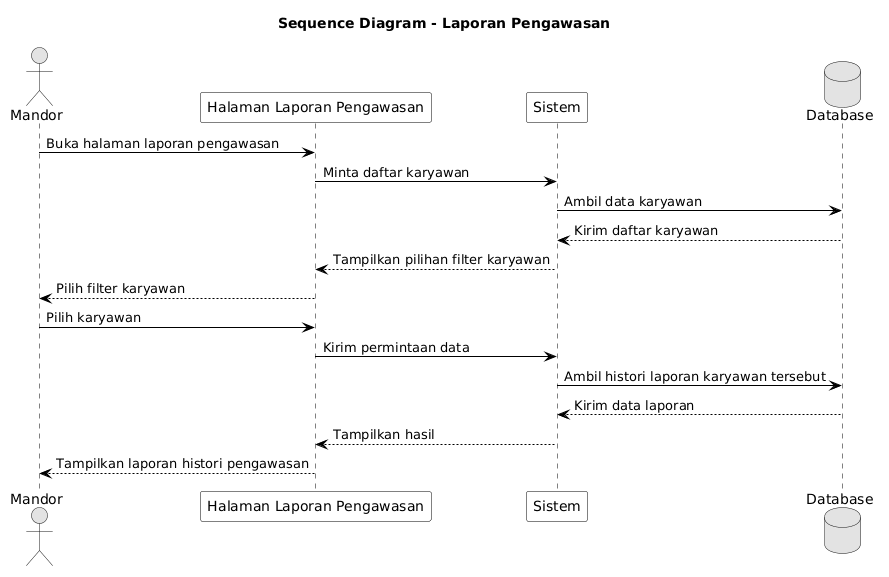 Sequence Diagram - Laporan Pengawasan
Mandor
Halaman Laporan Pengawasan
Sistem
Database
Buka halaman laporan pengawasan
Minta daftar karyawan
Ambil data karyawan
Kirim daftar karyawan
Tampilkan pilihan filter karyawan
Pilih filter karyawan
Pilih karyawan
Kirim permintaan data
Ambil histori laporan karyawan tersebut
Kirim data laporan
Tampilkan hasil
Tampilkan laporan histori pengawasan
Mandor
Halaman Laporan Pengawasan
Sistem
Database